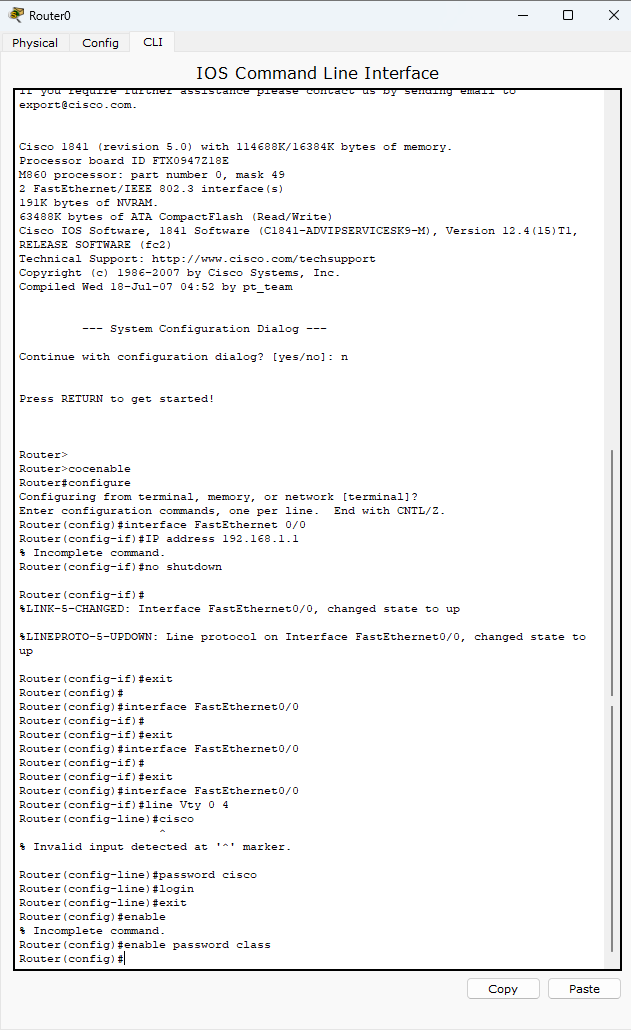 Router0
Physical Config CLI
IOS Command Line Interface
If you require further assistance please contact us by sending email to
export@cisco.com.
Cisco 1841 (revision 5.0) with 114688K/16384K bytes of memory.
Processor board ID FTX0947Z18E
M860 processor: part number 0, mask 49
2 FastEthernet/IEEE 802.3 interface(s)
191K bytes of NVRAM.
63488K bytes of ATA CompactFlash (Read/Write)
Cisco IOS Software, 1841 Software (C1841-ADVIPSERVICESK9-M), Version 12.4(15)T1,
RELEASE SOFTWARE (fc2)
Technical Support: http://www.cisco.com/techsupport
Copyright (c) 1986-2007 by Cisco Systems, Inc.
Compiled Wed 18-Jul-07 04:52 by pt_team
--- System Configuration Dialog ---
Continue with configuration dialog? [yes/no]: n
Press RETURN to get started!
Router>
Router>cocenable
Router#configure
Configuring from terminal, memory, or network [terminal]?
Enter configuration commands, one per line.  End with CNTL/Z.
Router(config)#interface FastEthernet 0/0
Router(config-if)#IP address 192.168.1.1
% Incomplete command.
Router(config-if)#no shutdown
Router(config-if)#
%LINK-5-CHANGED: Interface FastEthernet0/0, changed state to up
%LINEPROTO-5-UPDOWN: Line protocol on Interface FastEthernet0/0, changed state to
up
Router(config-if)#exit
Router(config)#
Router(config)#interface FastEthernet0/0
Router(config-if)#
Router(config-if)#exit
Router(config)#interface FastEthernet0/0
Router(config-if)#
Router(config-if)#exit
Router(config)#interface FastEthernet0/0
Router(config-if)#line Vty 0 4
Router(config-line)#cisco
^
% Invalid input detected at '^' marker.
Router(config-line)#password cisco
Router(config-line)#login
Router(config-line)#exit
Router(config)#enable
% Incomplete command.
Router(config)#enable password class
Router(config)#
Copy Paste